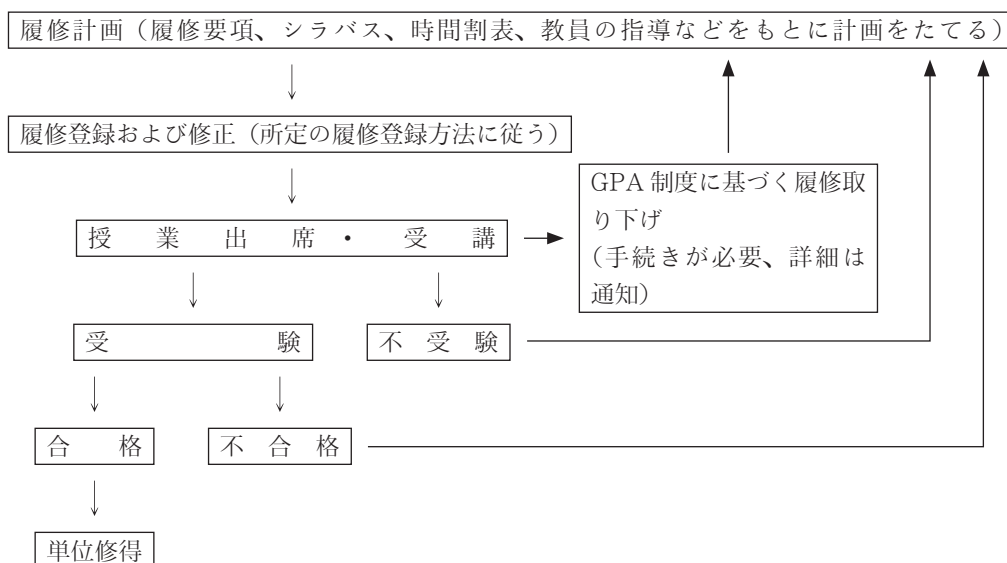 履修計画（履修要項、シラバス、時間割表、教員の指導などをもとに計画をたてる）
履修登録および修正（所定の履修登録方法に従う）
GPA 制度に基づく履修取
り下げ
（手続きが必要、詳細は
通知）
授業出席・受講
受験
不受験
合格
不合格
単位修得